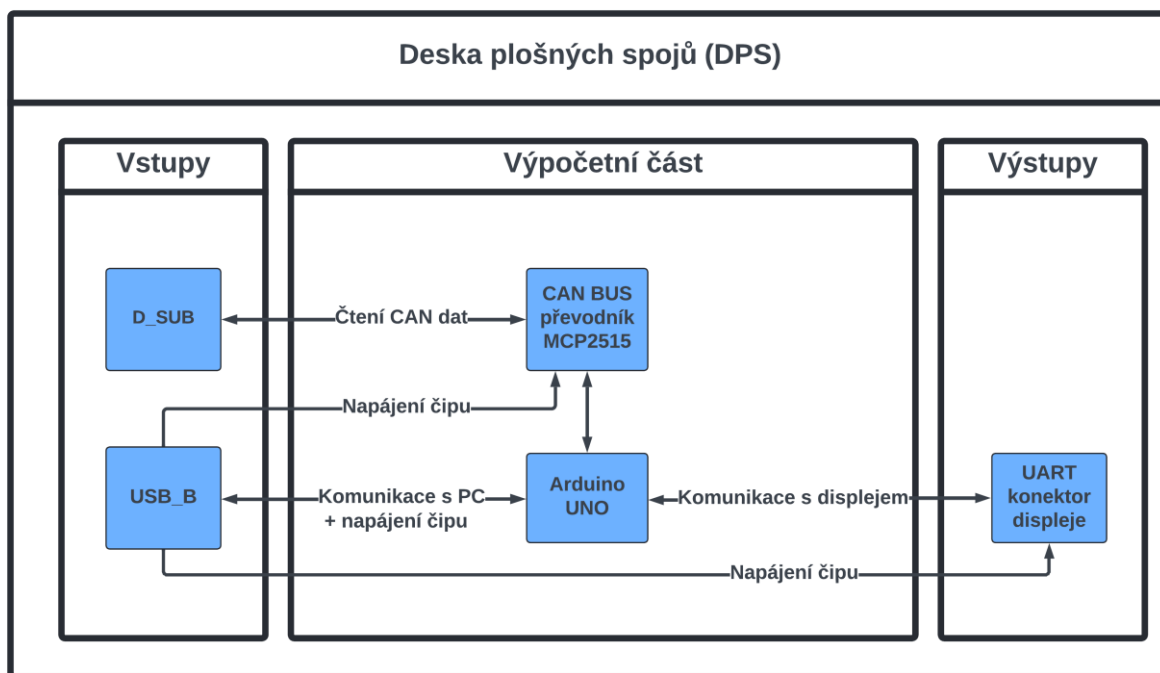 Deska plošných spojů (DPS)
Vstupy
Výpočetní část
Výstupy
D_SUB
Čtení CAN dat
CAN BUS
převodník
MCP2515
Napájení čipu
USB_B
Komunikace s PC
+ napájení čipu
Arduino
UNO
Komunikace s displejem
UART
konektor
displeje
Napájení čipu